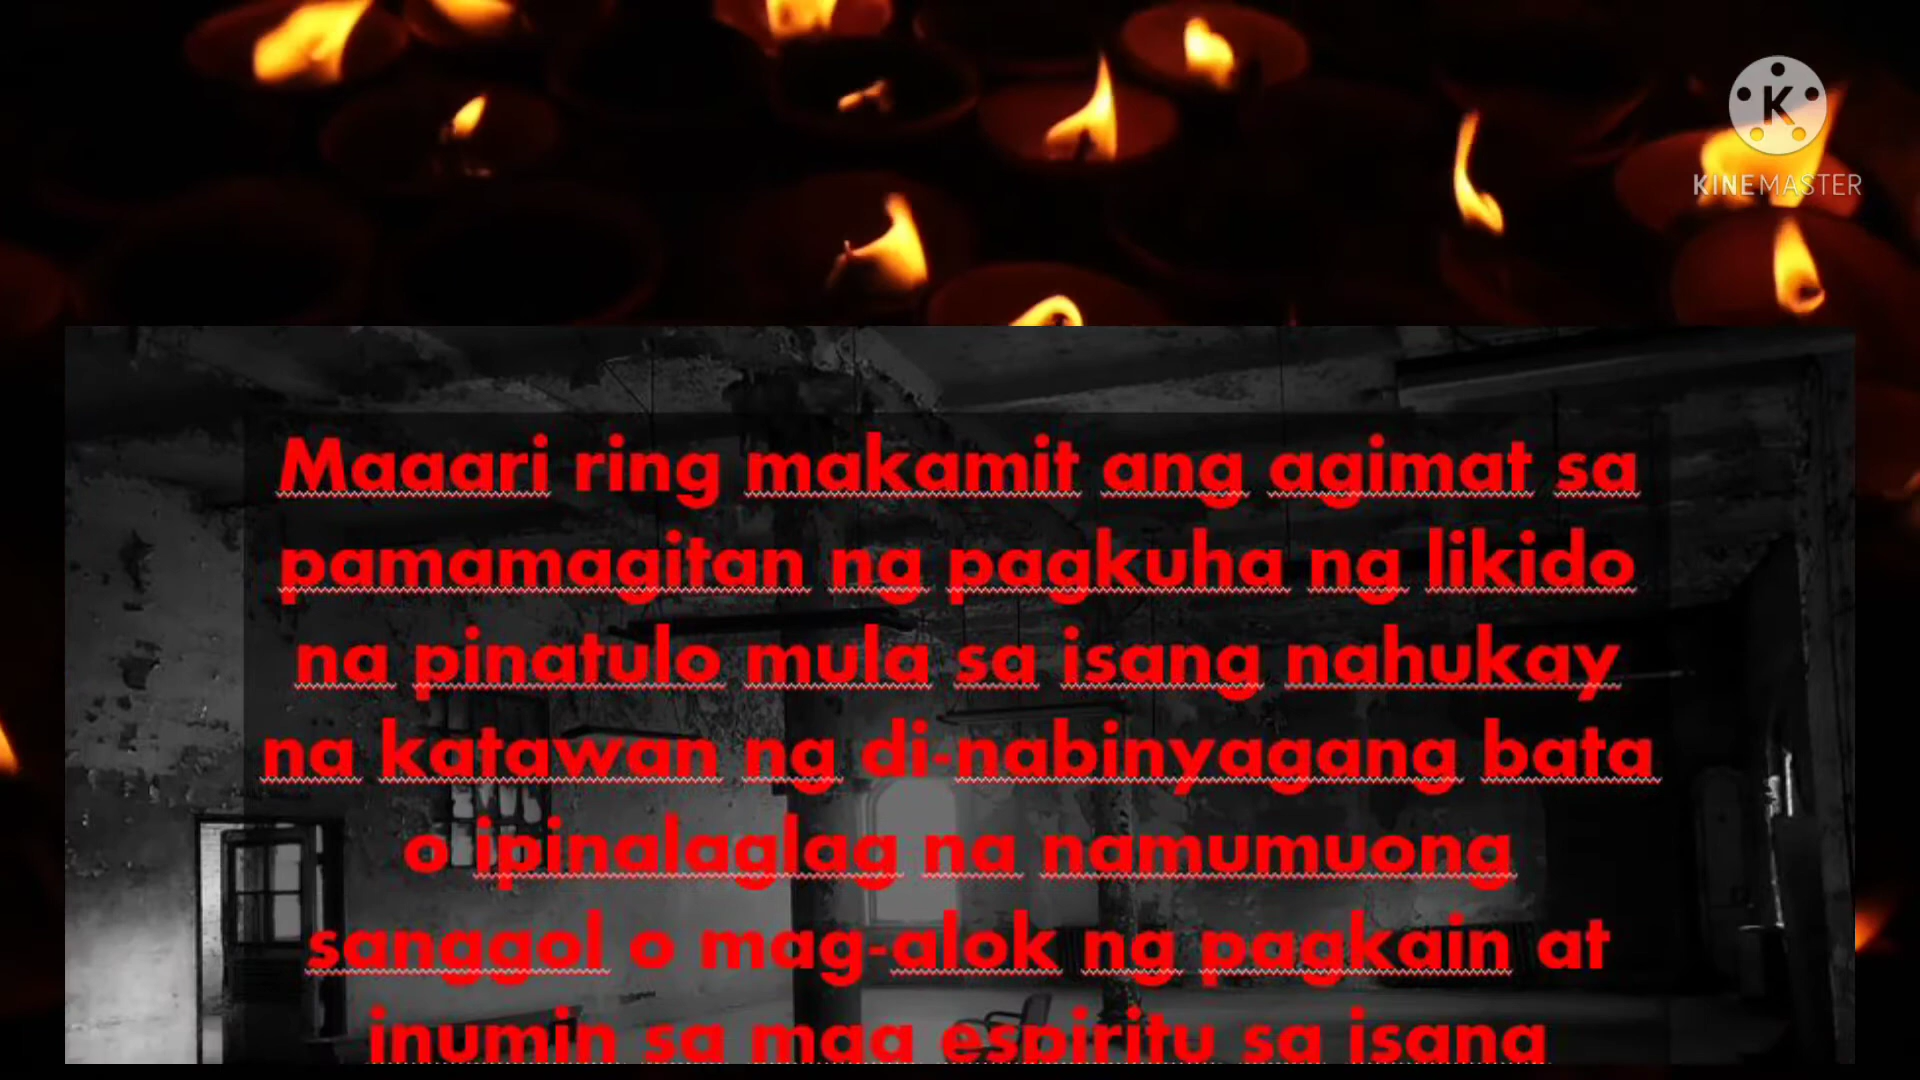 K
KINEMASTER
Maaari ring makamit ang agimat sa
pamamagitan na pagkuha ng likido
na pinatulo mula sa isang nahukay
na katawan ng di-nabinyagang bata
o ipinalaglag na namumuong
sanggol o mag-alok ng pagkain at
inumin sa mga espiritu sa isang